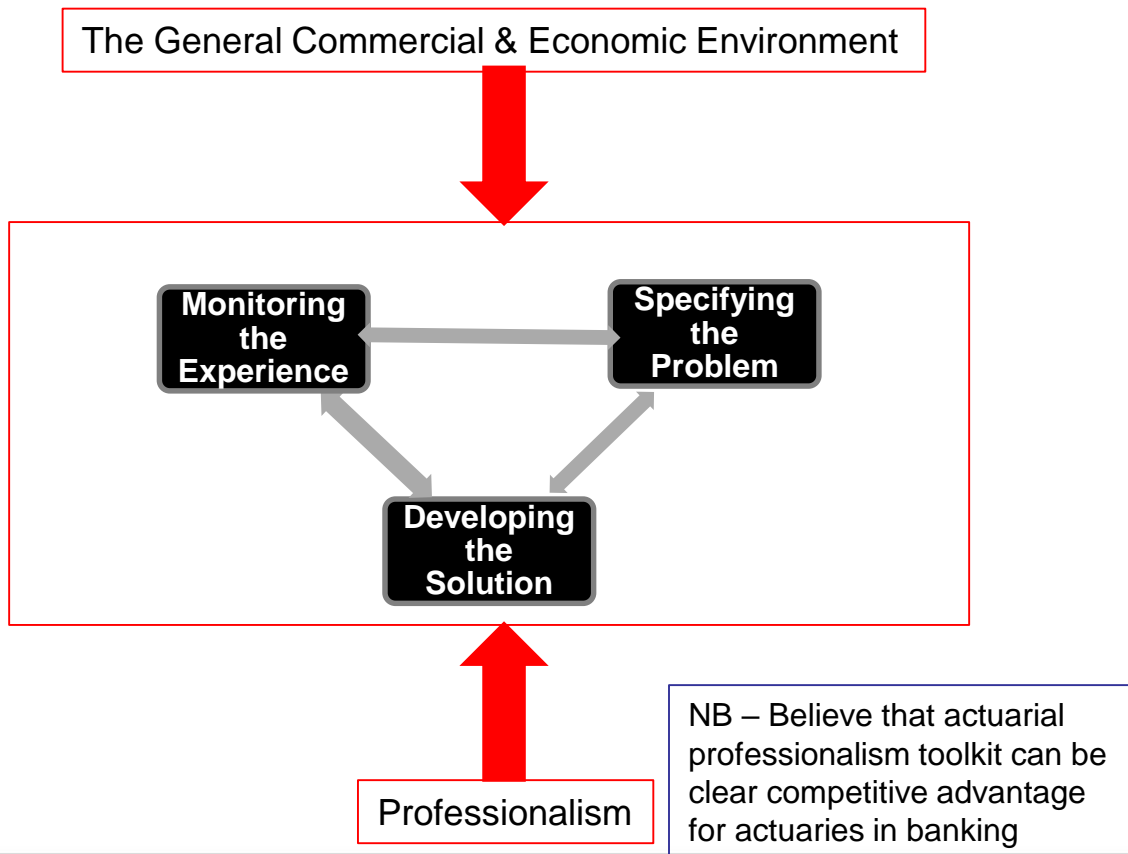 The General Commercial & Economic Environment
Monitoring
the
Experience
Specifying
the
Problem
Developing
the
Solution
Professionalism
NB – Believe that actuarial
professionalism toolkit can be
clear competitive advantage
for actuaries in banking